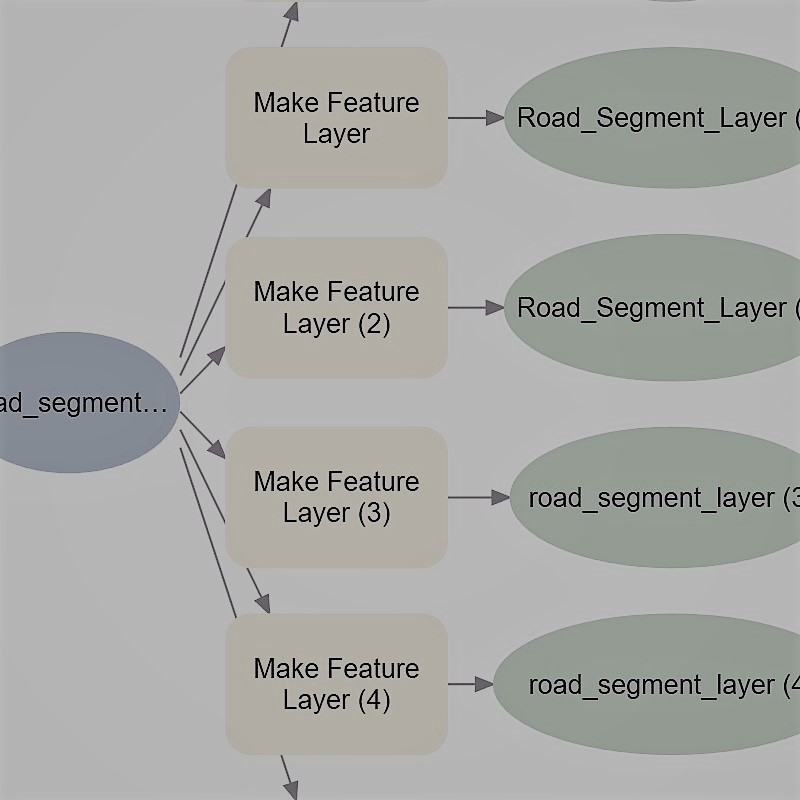 Make Feature
Layer
Road_Segment_Layer (
Make Feature
Layer (2)
Road_Segment_Layer (
ad_segment…
Make Feature
Layer (3)
road_segment_layer (3
Make Feature
Layer (4)
road_segment_layer (4